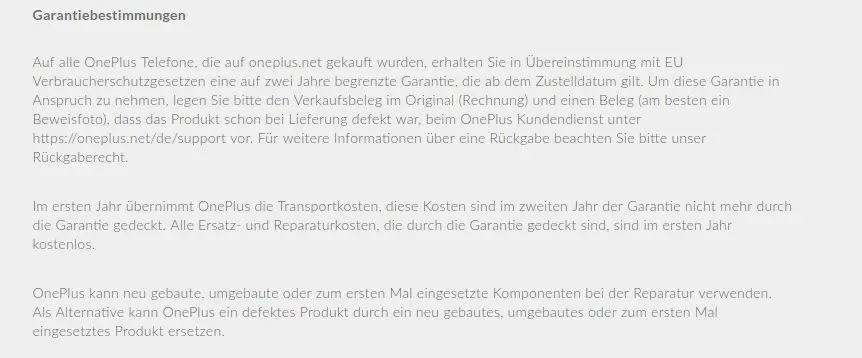 Garantiebestimmungen
Auf alle OnePlus Telefone, die auf oneplus.net gekauft wurden, erhalten Sie in Übereinstimmung mit EU
Verbraucherschutzgesetzen eine auf zwei Jahre begrenzte Garantie, die ab dem Zustelldatum gilt. Um diese Garantie in
Anspruch zu nehmen, legen Sie bitte den Verkaufsbeleg im Original (Rechnung) und einen Beleg (am besten ein
Beweisfoto), dass das Produkt schon bei Lieferung defekt war, beim OnePlus Kundendienst unter
https://oneplus.net/de/support vor. Für weitere Informationen über eine Rückgabe beachten Sie bitte unser
Rückgaberecht.
Im ersten Jahr übernimmt OnePlus die Transportkosten, diese Kosten sind im zweiten Jahr der Garantie nicht mehr durch
die Garantie gedeckt. Alle Ersatz- und Reparaturkosten, die durch die Garantie gedeckt sind, sind im ersten Jahr
kostenlos.
OnePlus kann neu gebaute, umgebaute oder zum ersten Mal eingesetzte Komponenten bei der Reparatur verwenden.
Als Alternative kann OnePlus ein defektes Produkt durch ein neu gebautes, umgebautes oder zum ersten Mal
eingesetztes Produkt ersetzen.